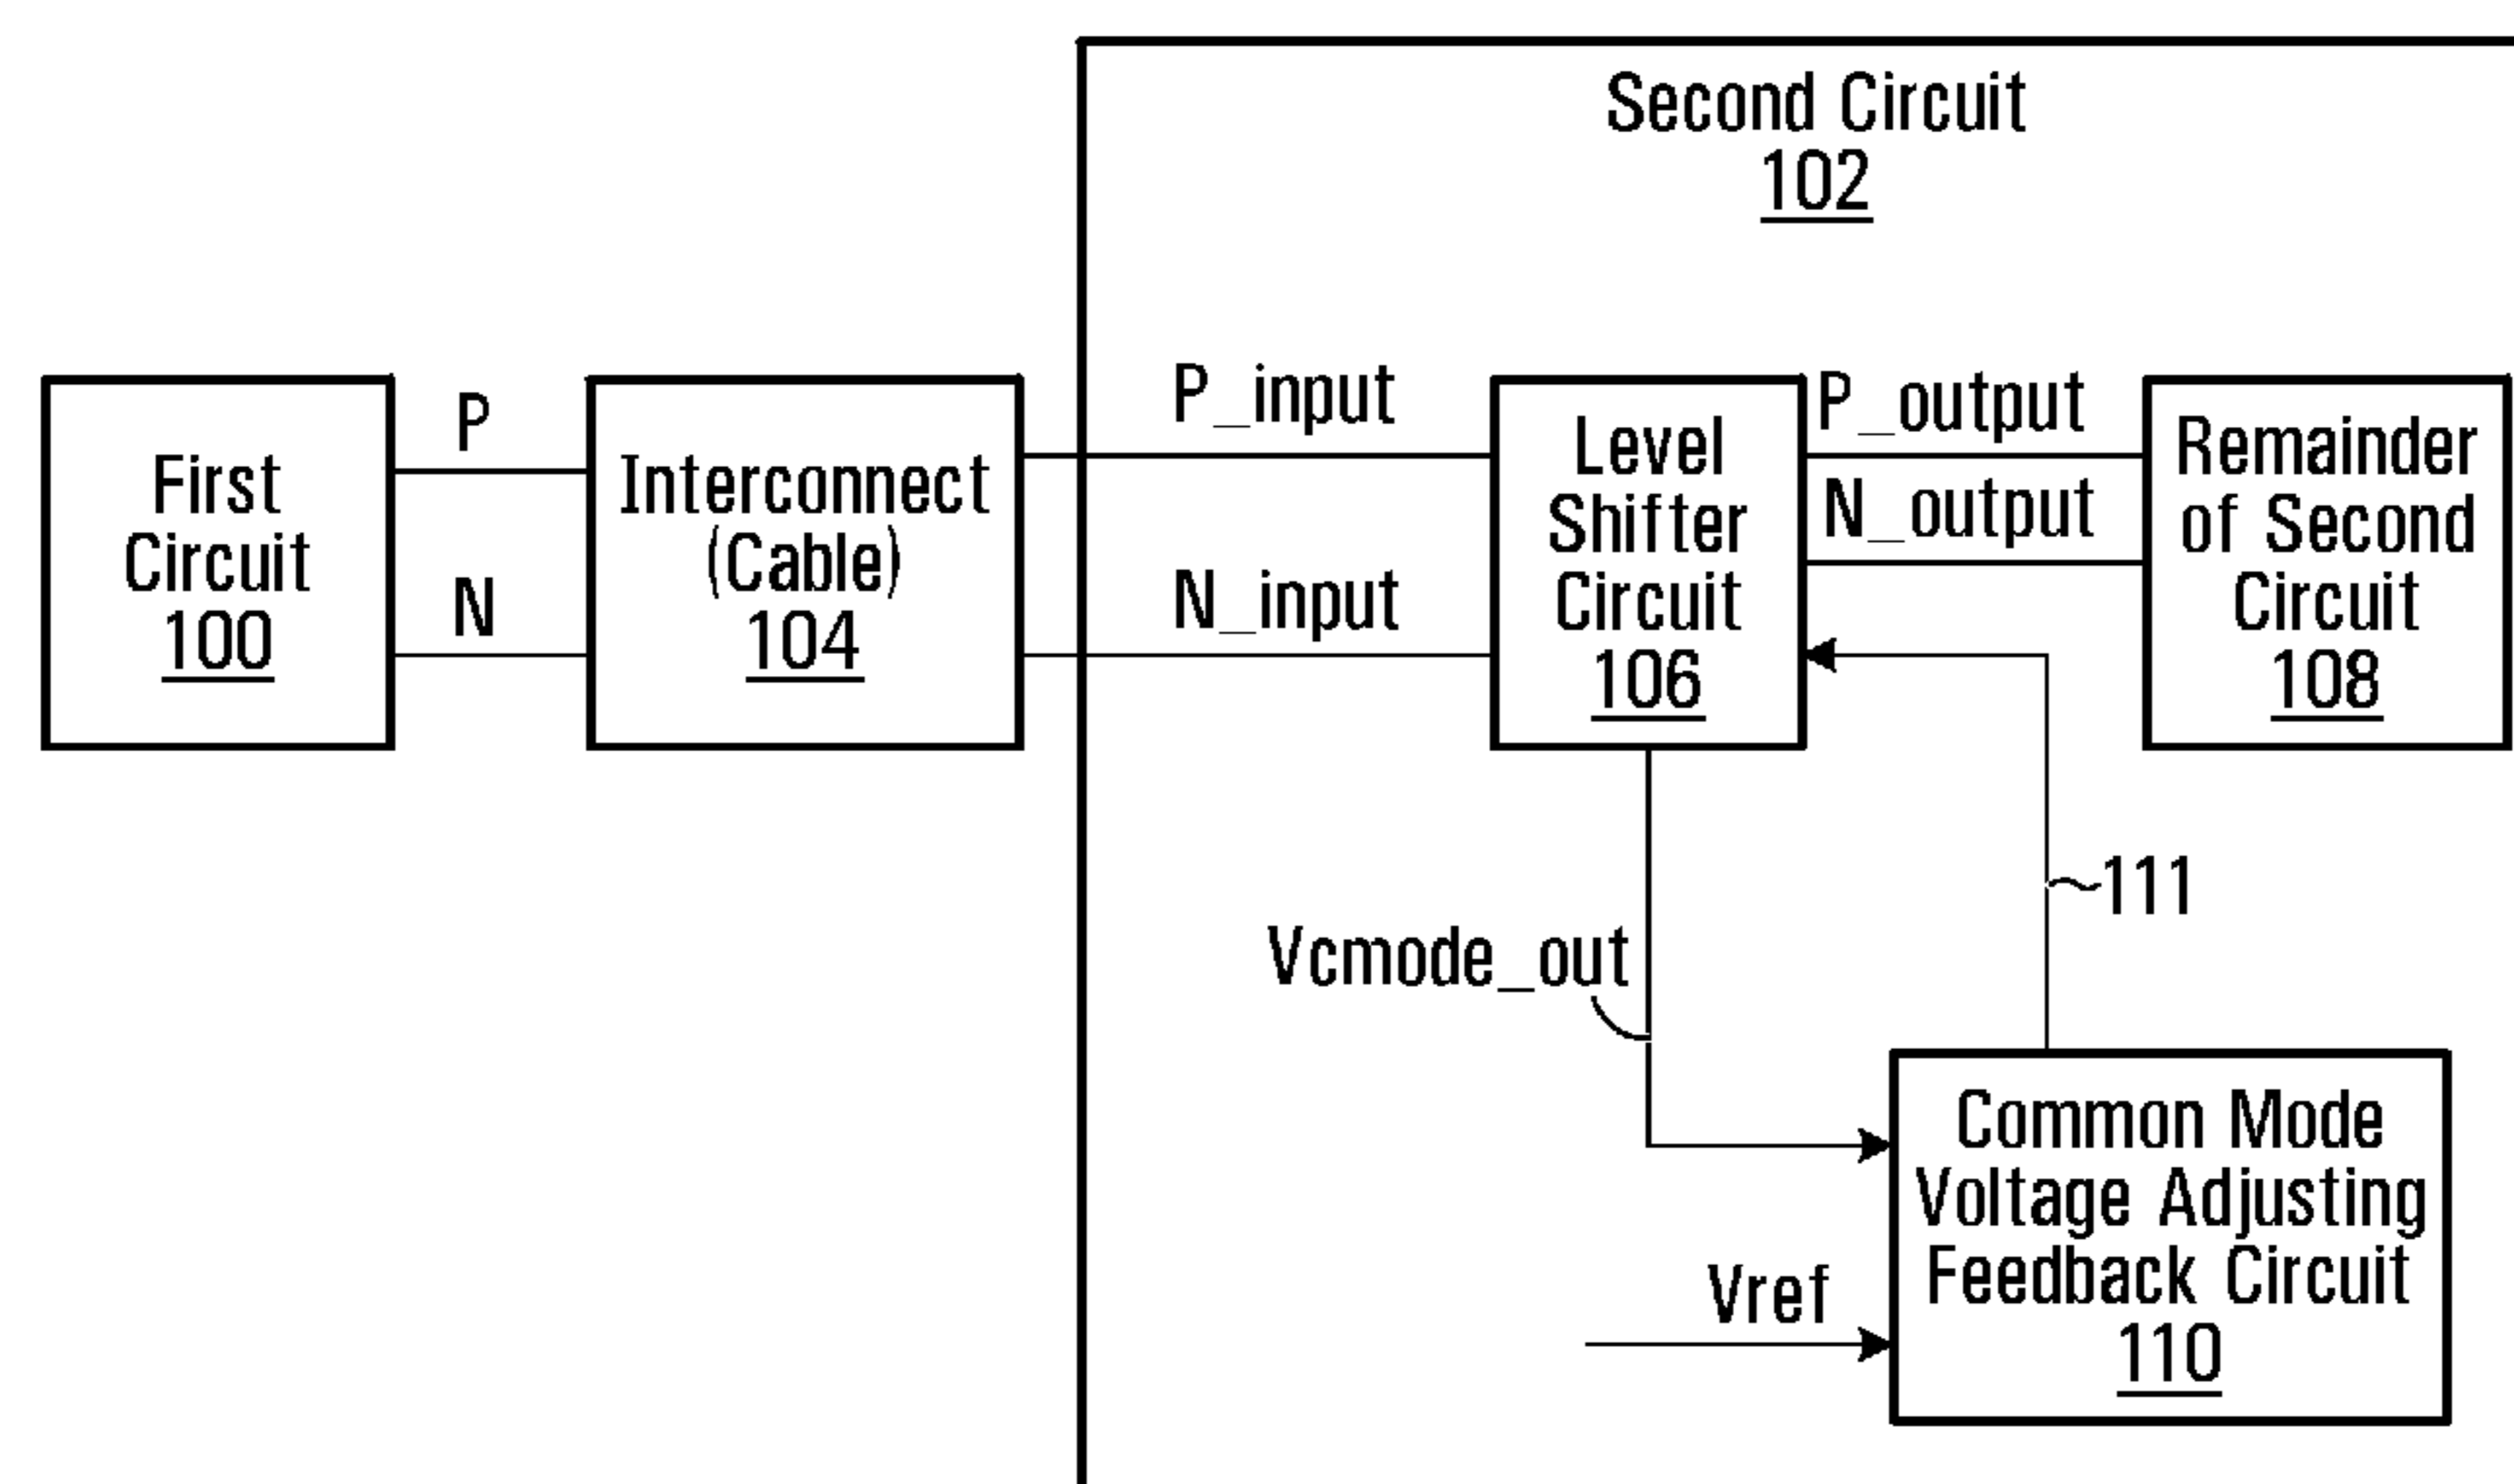 Second Circuit
102
First
Circuit
100
P
N
Interconnect
(Cable)
104
P_input
N_input
Level
Shifter
Circuit
106
P_output
N_output
Remainder
of Second
Circuit
108
111
Vcmode_out
Vref
Common Mode
Voltage Adjusting
Feedback Circuit
110